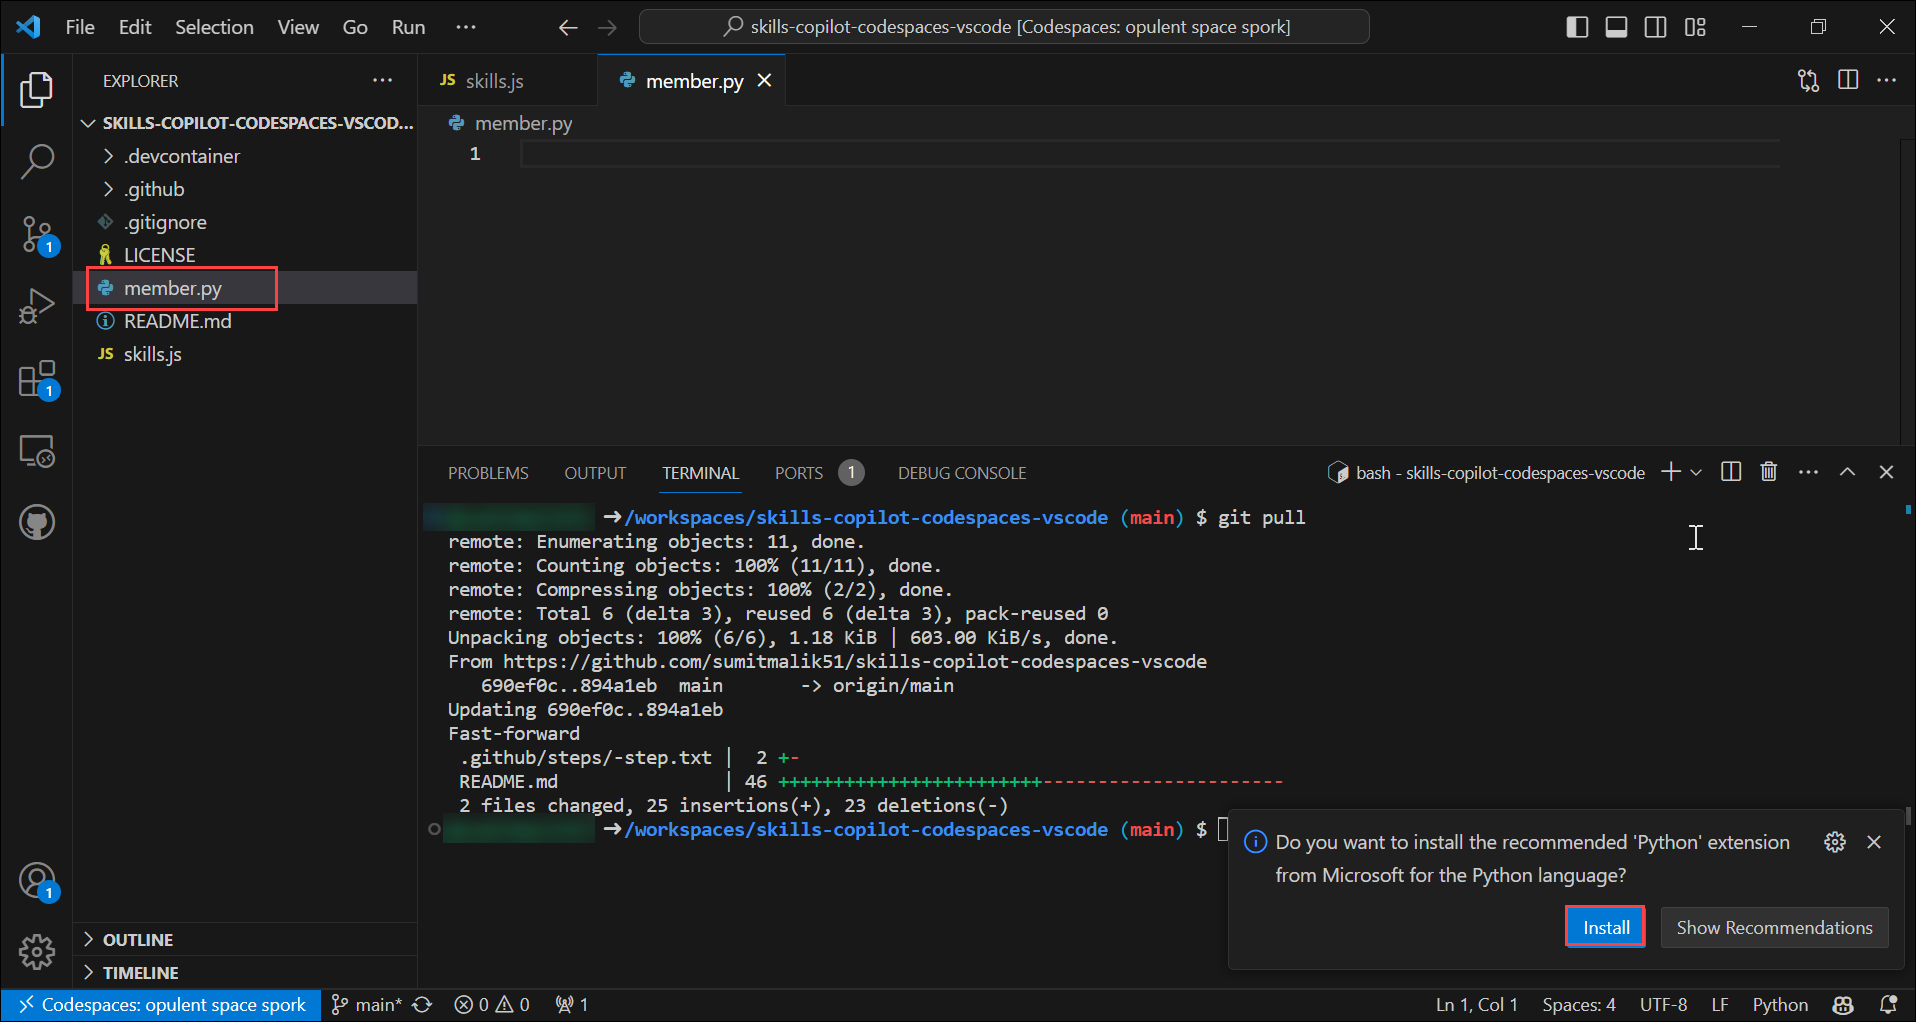 File Edit Selection View Go Run ···
skills-copilot-codespaces-vscode [Codespaces: opulent space spork]
EXPLORER
SKILLS-COPILOT-CODESPACES-VSCOD...
.devcontainer
.github
.gitignore
LICENSE
member.py
README.md
JS skills.js
OUTLINE
TIMELINE
1
1
1
JS skills.js
member.py
member.py
1
PROBLEMS OUTPUT TERMINAL PORTS 1 DEBUG CONSOLE
bash - skills-copilot-codespaces-vscode
➜/workspaces/skills-copilot-codespaces-vscode (main) $ git pull
remote: Enumerating objects: 11, done.
remote: Counting objects: 100% (11/11), done.
remote: Compressing objects: 100% (2/2), done.
remote: Total 6 (delta 3), reused 6 (delta 3), pack-reused 0
Unpacking objects: 100% (6/6), 1.18 KiB | 603.00 KiB/s, done.
From https://github.com/sumitmalik51/skills-copilot-codespaces-vscode
690ef0c..894a1eb main -> origin/main
Updating 690ef0c..894a1eb
Fast-forward
.github/steps/-step.txt | 2 +-
README.md | 46 ++++++++++++++++++++++++----------------------
2 files changed, 25 insertions(+), 23 deletions(-)
➜/workspaces/skills-copilot-codespaces-vscode (main) $
Do you want to install the recommended 'Python' extension
from Microsoft for the Python language?
Install Show Recommendations
Codespaces: opulent space spork main* 0 0 1 Ln 1, Col 1 Spaces: 4 UTF-8 LF Python